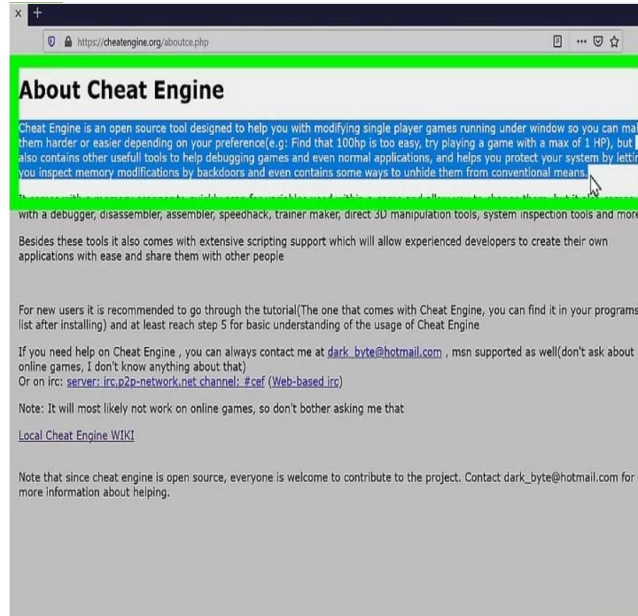 https://cheatengine.org/aboutce.php
About Cheat Engine
Cheat Engine is an open source tool designed to help you with modifying single player games running under window so you can
them harder or easier depending on your preference(e.g: Find that 100hp is too easy, try playing a game with a max of 1 HP), but
also contains other usefull tools to help debugging games and even normal applications, and helps you protect your system by
you inspect memory modifications by backdoors and even contains some ways to unhide them from conventional means.
with a debugger, disassembler, assembler, speedhack, trainer maker, direct 3D manipulation tools, system inspection tools and more
Besides these tools it also comes with extensive scripting support which will allow experienced developers to create their own
applications with ease and share them with other people
For new users it is recommended to go through the tutorial(The one that comes with Cheat Engine, you can find it in your programs
list after installing) and at least reach step 5 for basic understanding of the usage of Cheat Engine
If you need help on Cheat Engine , you can always contact me at dark_byte@hotmail.com , msn supported as well(don't ask about
online games, I don't know anything about that)
Or on irc: server: irc.p2p-network.net channel: #cef (Web-based irc)
Note: It will most likely not work on online games, so don't bother asking me that
Local Cheat Engine WIKI
Note that since cheat engine is open source, everyone is welcome to contribute to the project. Contact dark_byte@hotmail.com for
more information about helping.